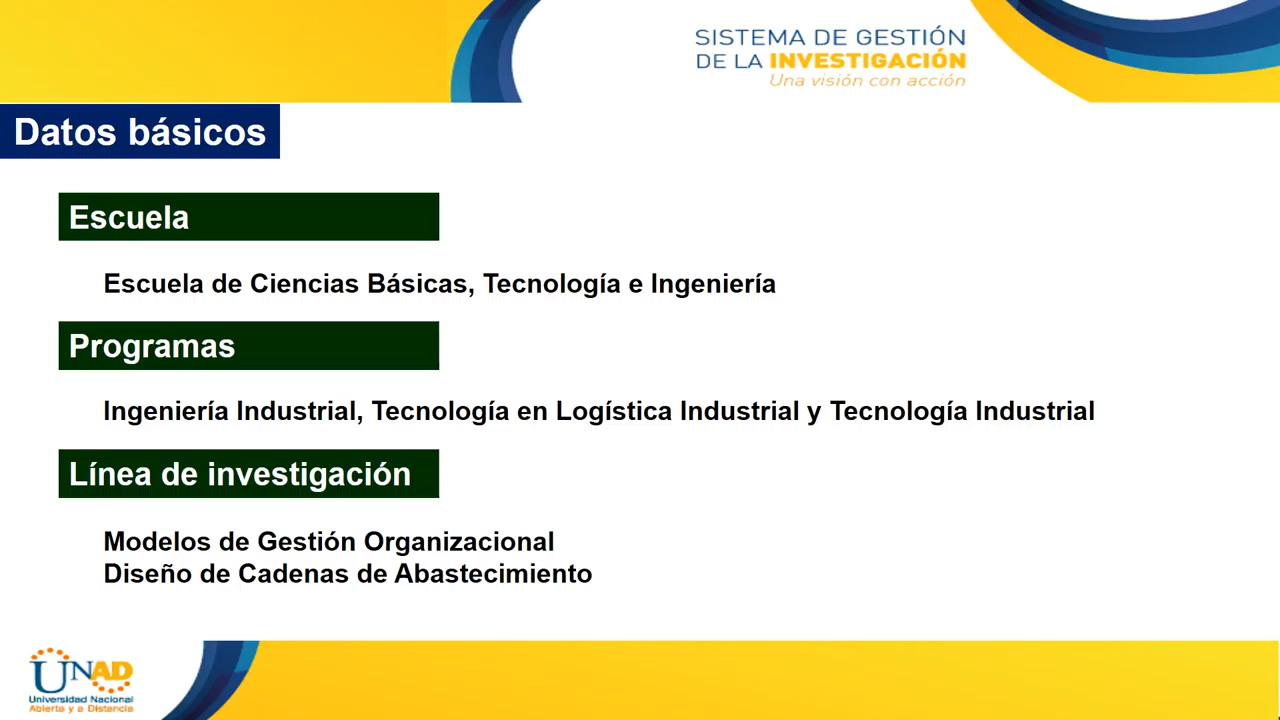 SISTEMA DE GESTIÓN
DE LA INVESTIGACIÓN
Una visión con acción
Datos básicos
Escuela
Escuela de Ciencias Básicas, Tecnología e Ingeniería
Programas
Ingeniería Industrial, Tecnología en Logística Industrial y Tecnología Industrial
Línea de investigación
Modelos de Gestión Organizacional
Diseño de Cadenas de Abastecimiento
UNAD
Universidad Nacional
Abierta y a Distancia